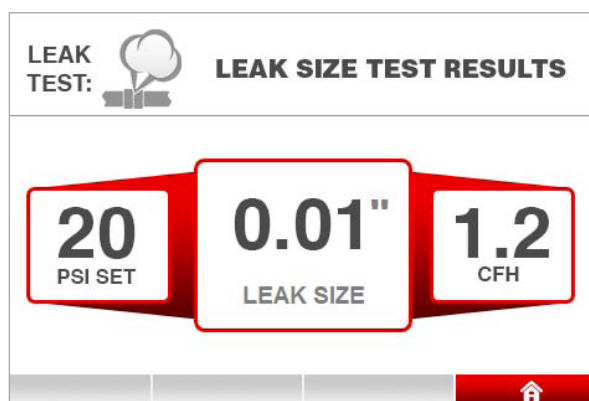 LEAK
TEST:
LEAK SIZE TEST RESULTS
20
PSI SET
0.01"
LEAK SIZE
1.2
CFH